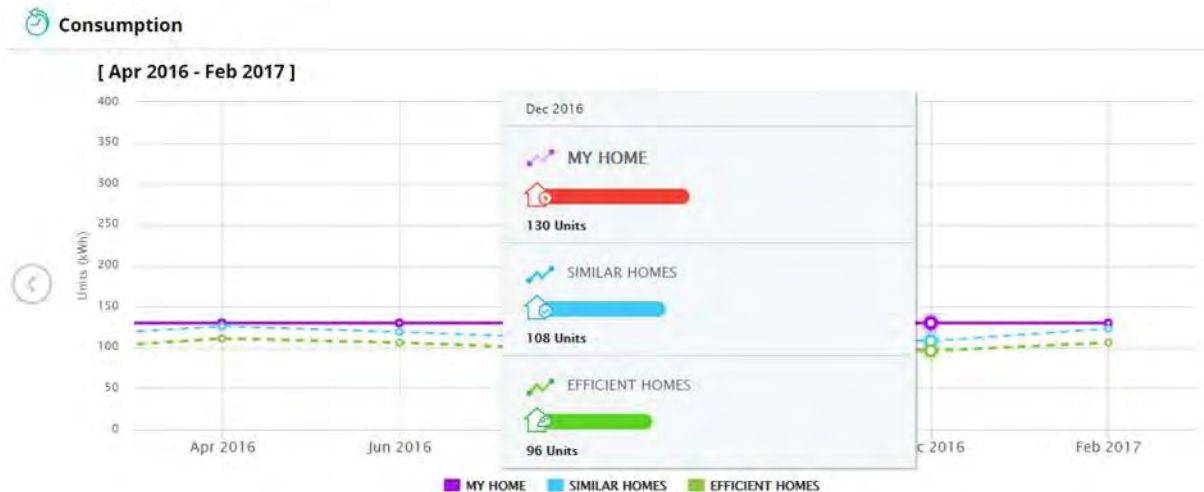 Consumption
[ Apr 2016 - Feb 2017 ]
400
350
300
250
200
150
100
50
0
Units (kWh)
Dec 2016
MY HOME
130 Units
SIMILAR HOMES
108 Units
EFFICIENT HOMES
96 Units
Apr 2016
Jun 2016
c 2016
Feb 2017
MY HOME SIMILAR HOMES EFFICIENT HOMES